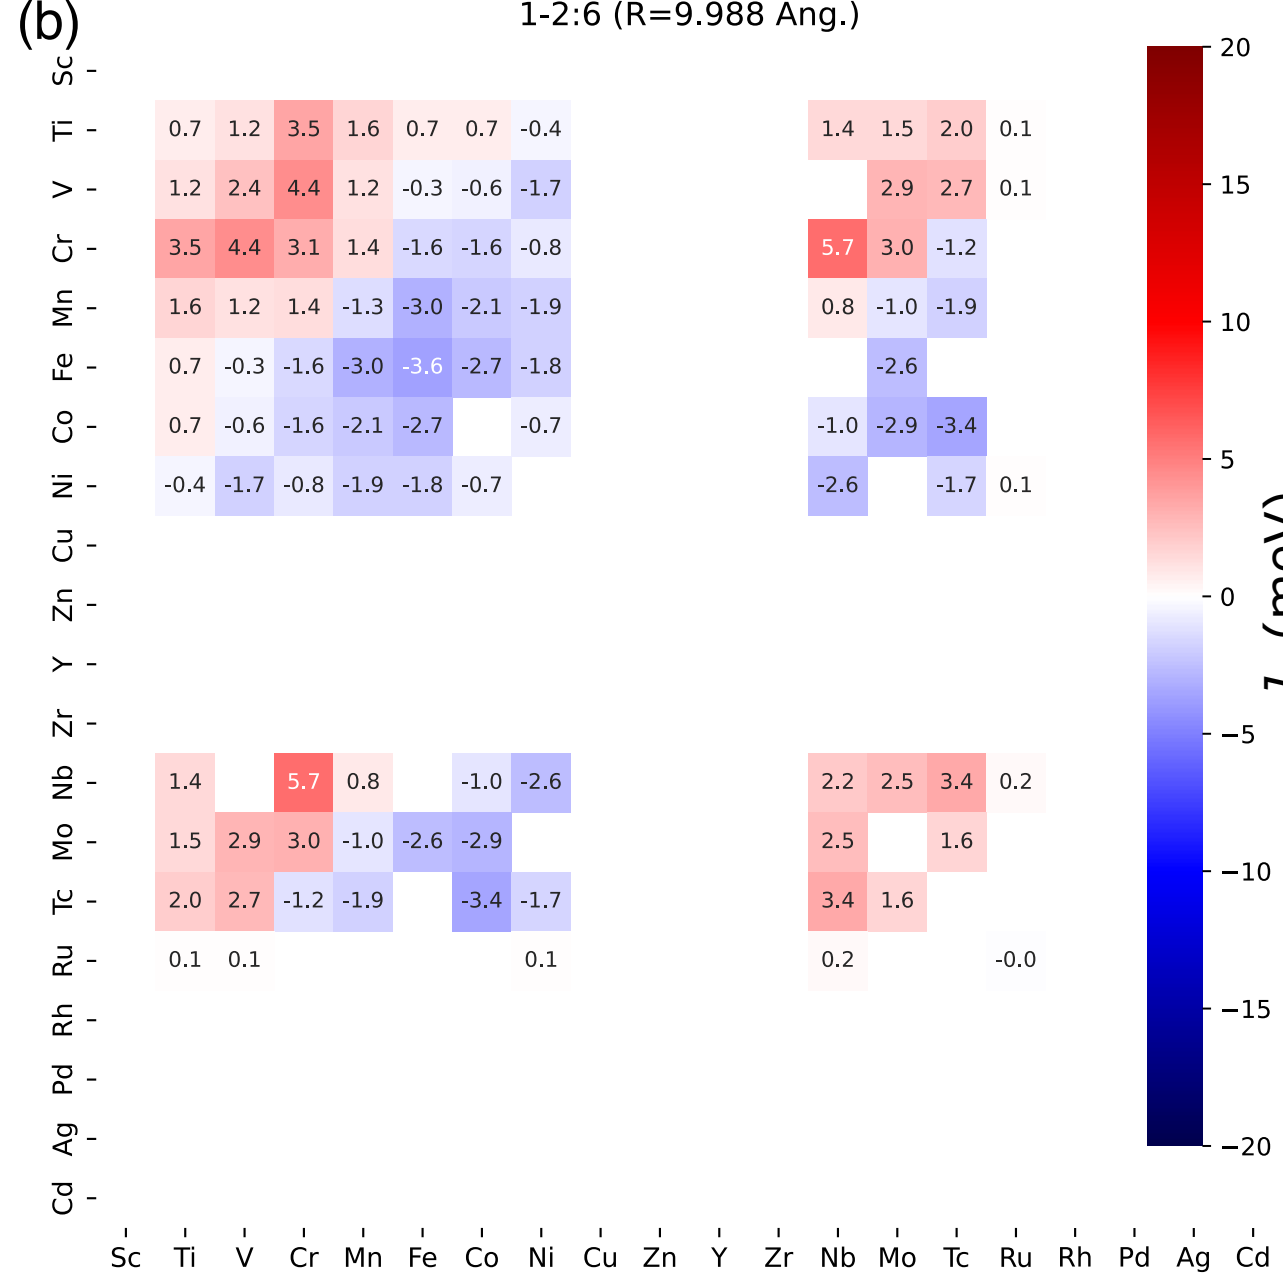 (b)
1-2:6 (R=9.988 Ang.)
Sc
Ti 0.7 1.2 3.5 1.6 0.7 0.7 -0.4 1.4 1.5 2.0 0.1
V 1.2 2.4 4.4 1.2 -0.3 -0.6 -1.7 2.9 2.7 0.1
Cr 3.5 4.4 3.1 1.4 -1.6 -1.6 -0.8 5.7 3.0 -1.2
Mn 1.6 1.2 1.4 -1.3 -3.0 -2.1 -1.9 0.8 -1.0 -1.9
Fe 0.7 -0.3 -1.6 -3.0 -3.6 -2.7 -1.8 -2.6
Co 0.7 -0.6 -1.6 -2.1 -2.7 -0.7 -1.0 -2.9 -3.4
Ni -0.4 -1.7 -0.8 -1.9 -1.8 -0.7 -2.6 -1.7 0.1
Cu
Zn
Y
Zr
Nb 1.4 5.7 0.8 -1.0 -2.6 2.2 2.5 3.4 0.2
Mo 1.5 2.9 3.0 -1.0 -2.6 -2.9 2.5 1.6
Tc 2.0 2.7 -1.2 -1.9 -3.4 -1.7 3.4 1.6
Ru 0.1 0.1 0.1 0.2 -0.0
Rh
Pd
Ag
Cd
Sc Ti V Cr Mn Fe Co Ni Cu Zn Y Zr Nb Mo Tc Ru Rh Pd Ag Cd
20
15
10
5
0
−5
−10
−15
−20